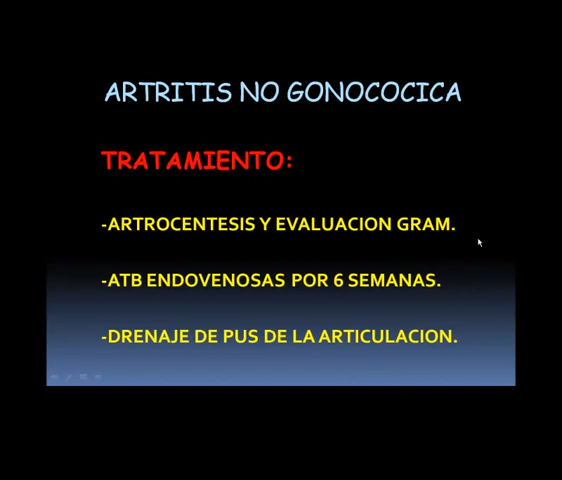 ARTRITIS NO GONOCOCICA
TRATAMIENTO:
-ARTROCENTESIS Y EVALUACION GRAM.
-ATB ENDOVENOSAS POR 6 SEMANAS.
-DRENAJE DE PUS DE LA ARTICULACION.